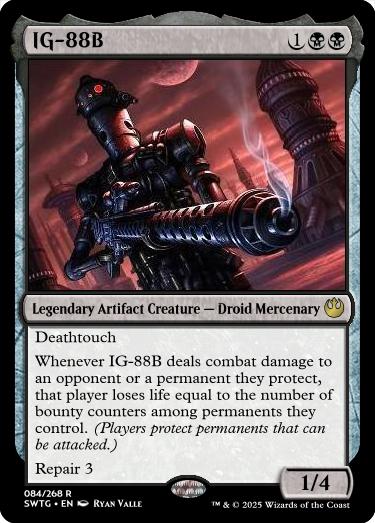 IG-88B 1
Legendary Artifact Creature — Droid Mercenary
Deathtouch
Whenever IG-88B deals combat damage to
an opponent or a permanent they protect,
that player loses life equal to the number of
bounty counters among permanents they
control. (Players protect permanents that
can be attacked.)
Repair 3
1/4
084/268 R
SWTG • EN Ryan Valle
™ & © 2025 Wizards of the Coast